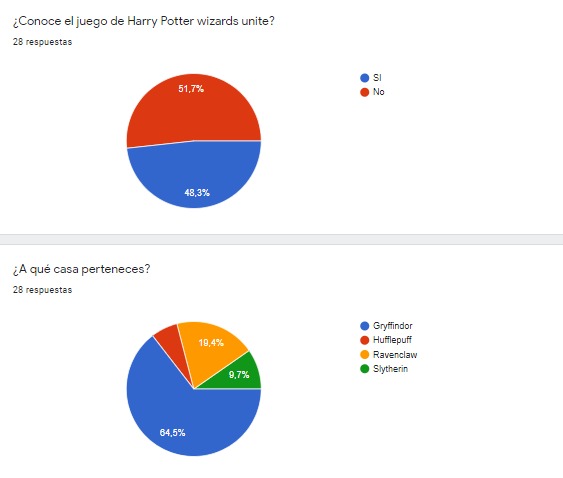 ¿Conoce el juego de Harry Potter wizards unite?
28 respuestas
51,7%
48,3%
SI
No
¿A qué casa perteneces?
28 respuestas
19,4%
9,7%
64,5%
Gryffindor
Hufflepuff
Ravenclaw
Slytherin